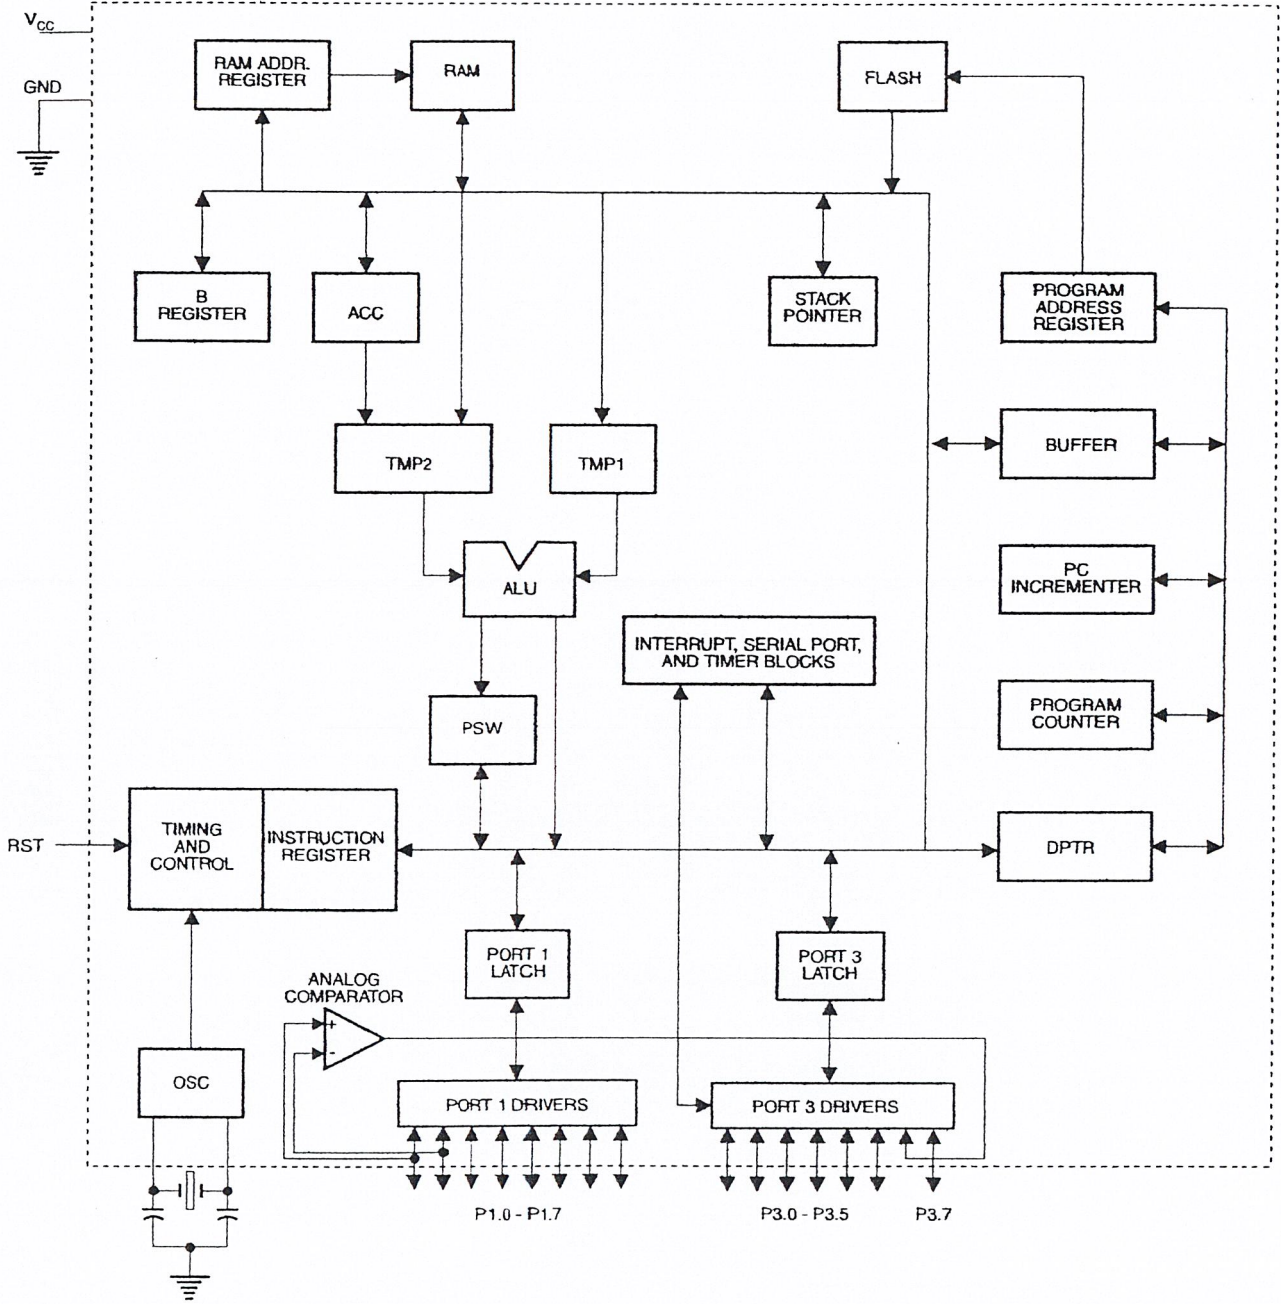 VCC
GND
RAM ADDR.
REGISTER
RAM
FLASH
B
REGISTER
ACC
STACK
POINTER
PROGRAM
ADDRESS
REGISTER
TMP2
TMP1
BUFFER
ALU
PC
INCREMENTER
INTERRUPT, SERIAL PORT,
AND TIMER BLOCKS
PSW
PROGRAM
COUNTER
RST
TIMING
AND
CONTROL
INSTRUCTION
REGISTER
DPTR
PORT 1
LATCH
PORT 3
LATCH
ANALOG
COMPARATOR
+
-
OSC
PORT 1 DRIVERS
PORT 3 DRIVERS
P1.0 - P1.7
P3.0 - P3.5
P3.7